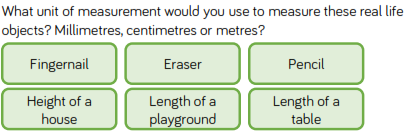 What unit of measurement would you use to measure these real life
objects? Millimetres, centimetres or metres?
Fingernail
Eraser
Pencil
Height of a
house
Length of a
playground
Length of a
table